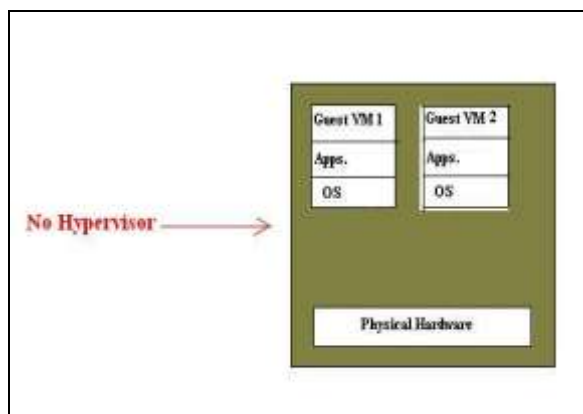 Guest VM 1
Apps.
OS
Guest VM 2
Apps.
OS
No Hypervisor
Physical Hardware